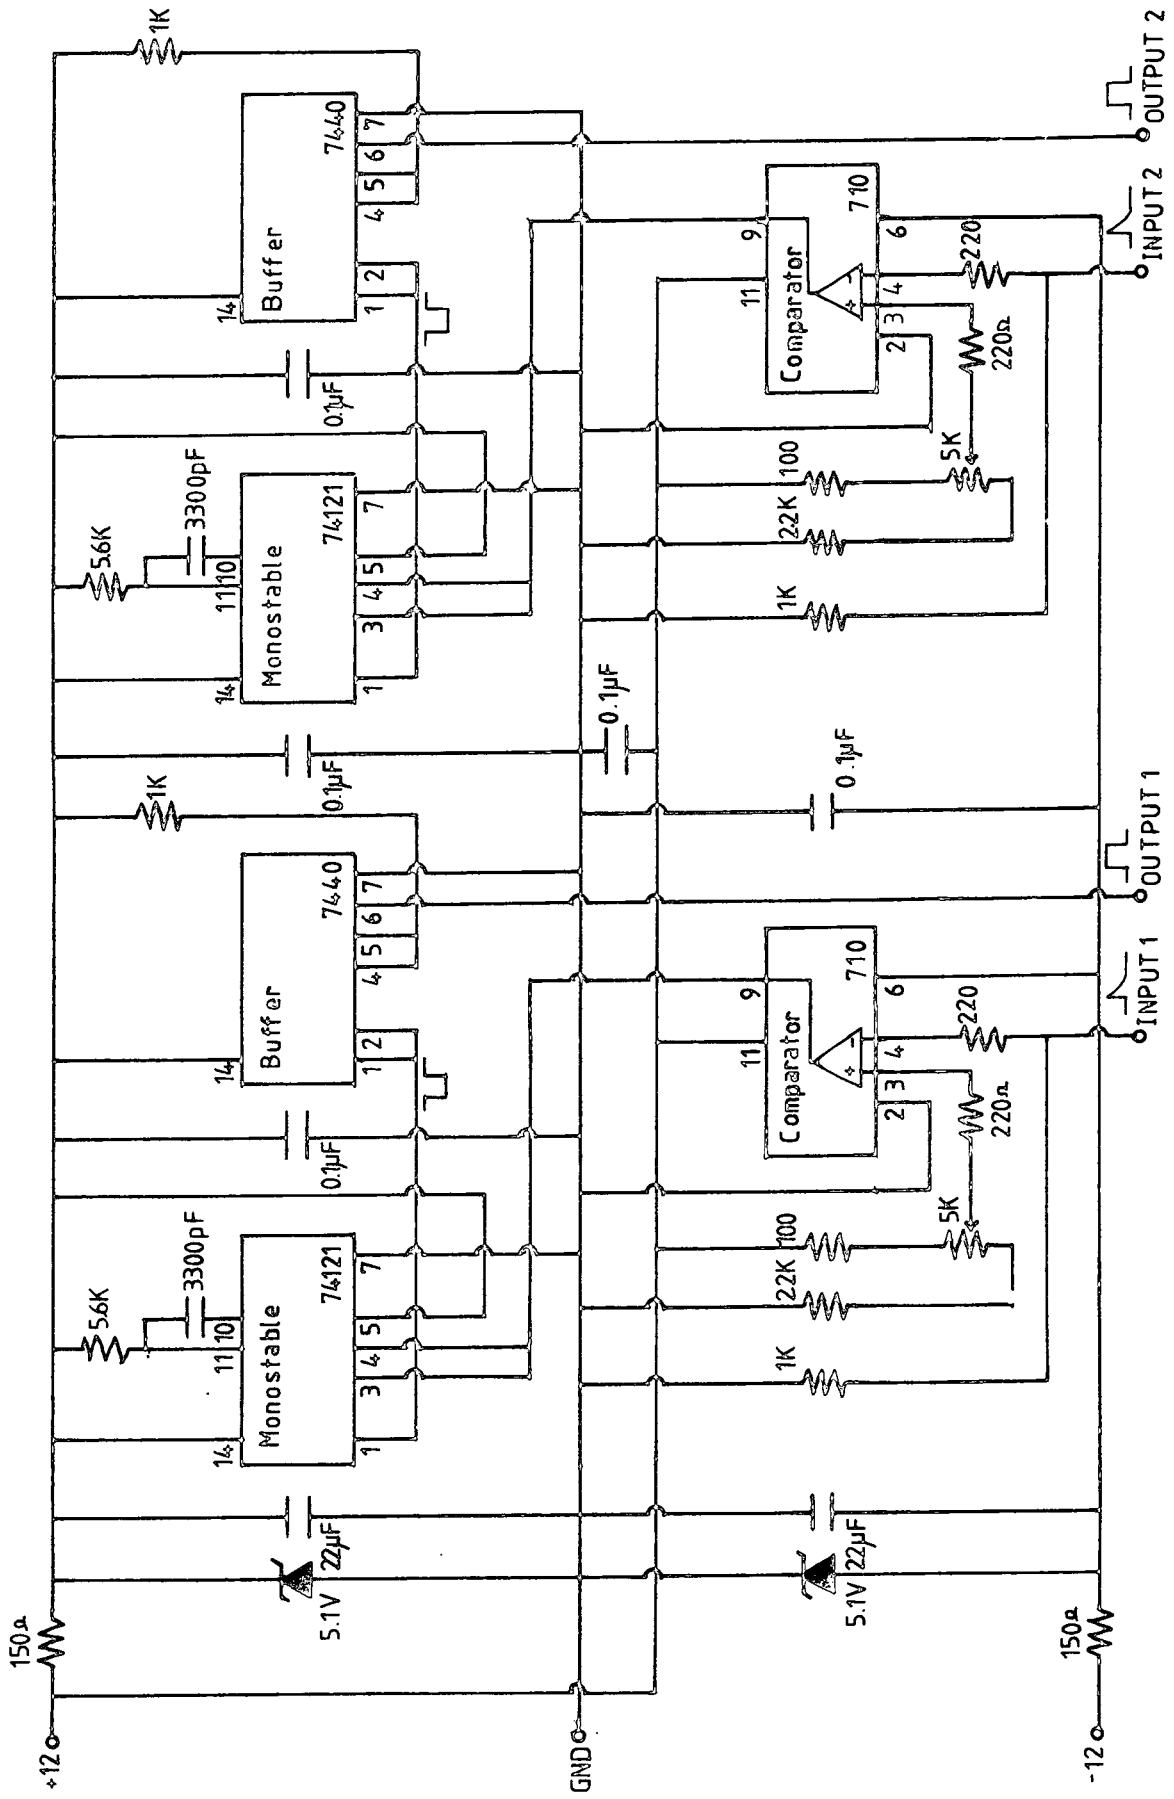 +12
150Ω
5.1V
22μF
14
Monostable
74121
1
3
4
5
7
11
10
5.6K
3300pF
0.1μF
14
Buffer
7440
1
2
4
5
6
7
1K
0.1μF
14
Monostable
74121
1
3
4
5
7
11
10
5.6K
3300pF
0.1μF
14
Buffer
7440
1
2
4
5
6
7
1K
GND
0.1μF
5.1V
22μF
1K
22K
100
5K
220Ω
220
11
9
Comparator
710
2
3
4
6
+
-
0.1μF
1K
2.2K
100
5K
220Ω
220
11
9
Comparator
710
2
3
4
6
+
-
-12
150Ω
INPUT 1
OUTPUT 1
INPUT 2
OUTPUT 2